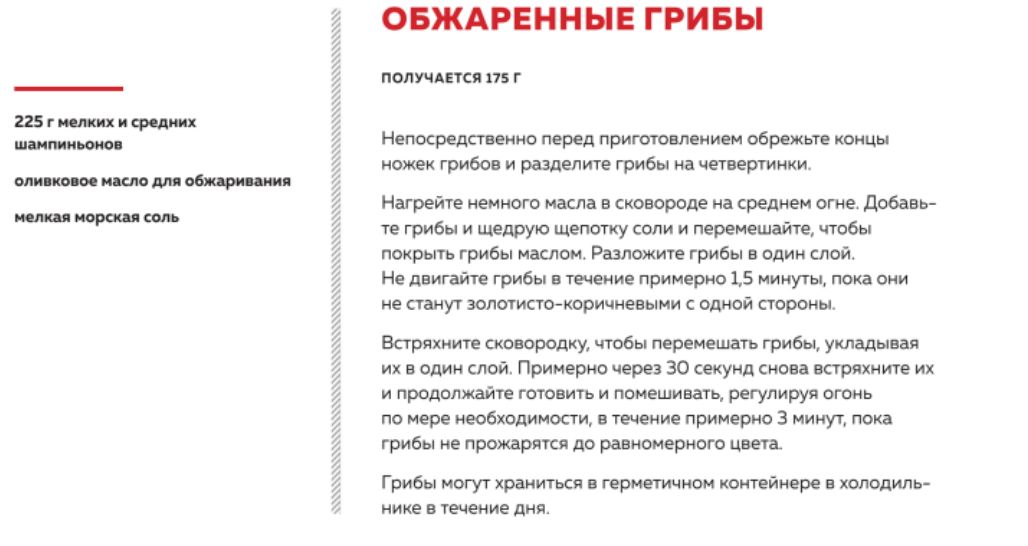 ОБЖАРЕННЫЕ ГРИБЫ
ПОЛУЧАЕТСЯ 175 Г
225 г мелких и средних
шампиньонов
оливковое масло для обжаривания
мелкая морская соль
Непосредственно перед приготовлением обрежьте концы
ножек грибов и разделите грибы на четвертинки.
Нагрейте немного масла в сковороде на среднем огне. Добавь-
те грибы и щедрую щепотку соли и перемешайте, чтобы
покрыть грибы маслом. Разложите грибы в один слой.
Не двигайте грибы в течение примерно 1,5 минуты, пока они
не станут золотисто-коричневыми с одной стороны.
Встряхните сковородку, чтобы перемешать грибы, укладывая
их в один слой. Примерно через 30 секунд снова встряхните их
и продолжайте готовить и помешивать, регулируя огонь
по мере необходимости, в течение примерно 3 минут, пока
грибы не прожарятся до равномерного цвета.
Грибы могут храниться в герметичном контейнере в холодиль-
нике в течение дня.